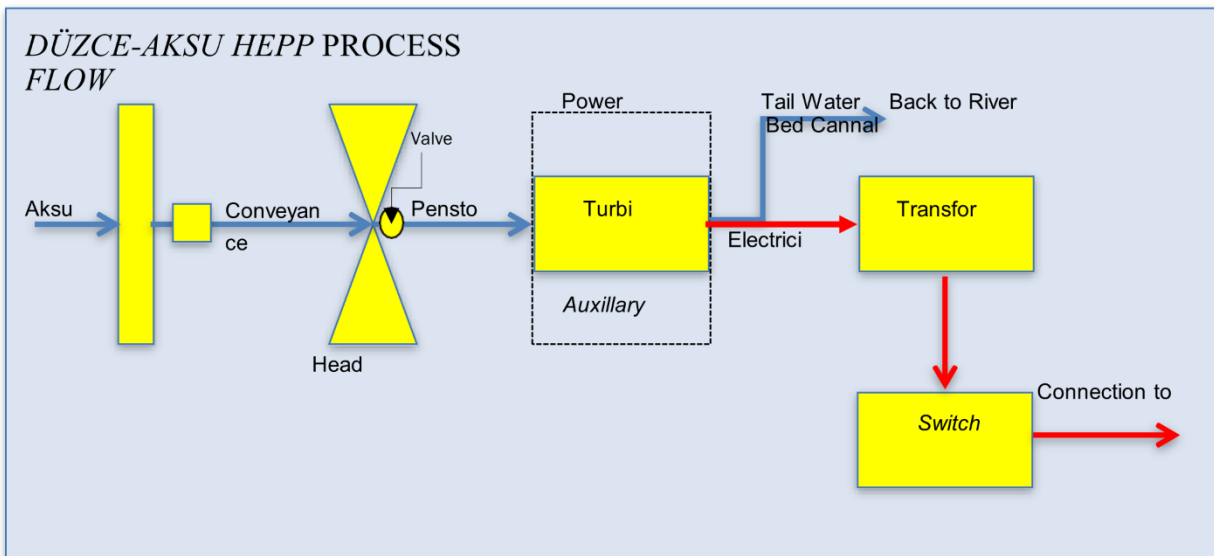 DÜZCE-AKSU HEPP PROCESS
FLOW
Power
Tail Water
Bed Cannal
Back to River
Valve
Aksu
Conveyan
ce
Pensto
Turbi
Electrici
Transfor
Auxillary
Head
Connection to
Switch